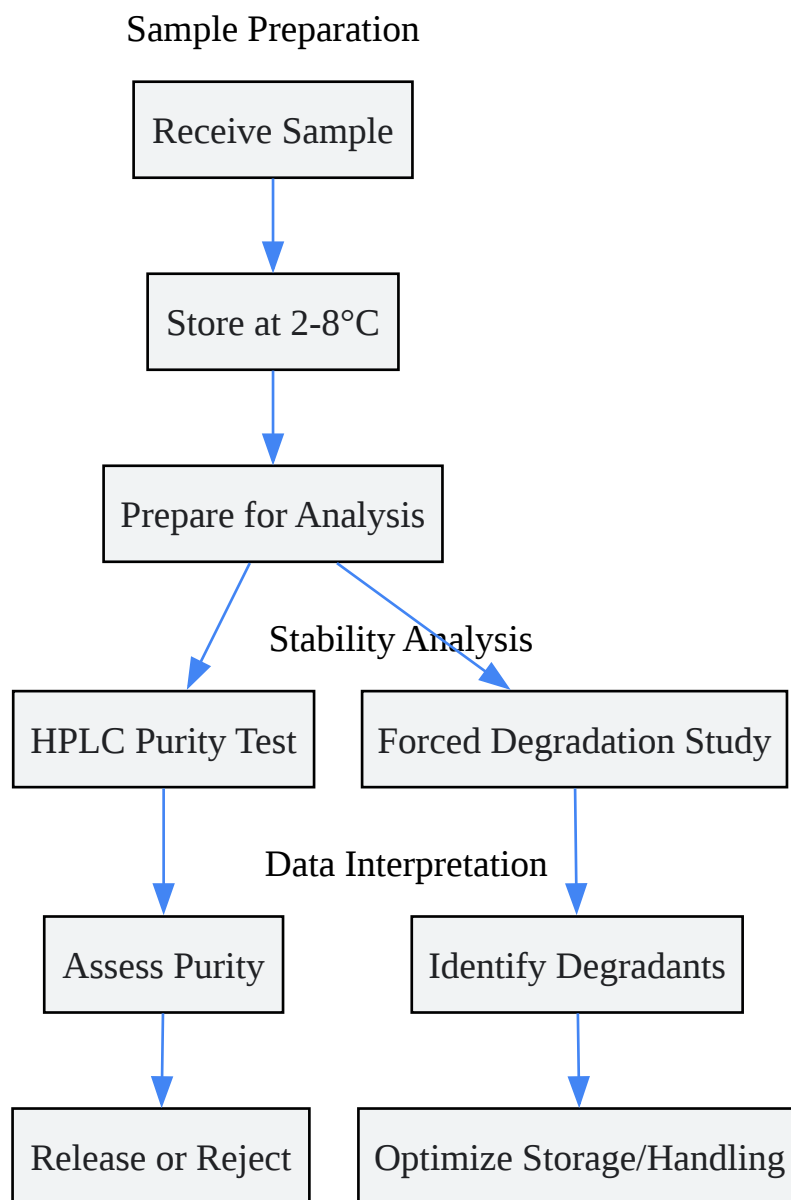 Sample Preparation
Receive Sample
Store at 2-8°C
Prepare for Analysis
Stability Analysis
HPLC Purity Test
Forced Degradation Study
Data Interpretation
Assess Purity
Identify Degradants
Release or Reject
Optimize Storage/Handling